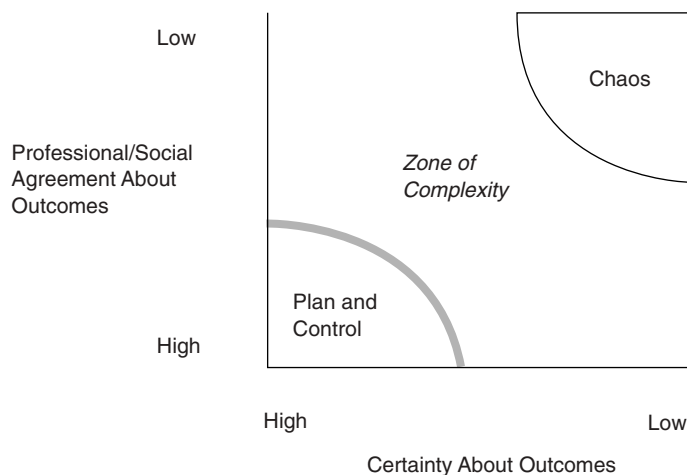 Low
Chaos
Professional/Social
Agreement About
Outcomes
Zone of
Complexity
Plan and
Control
High
High
Low
Certainty About Outcomes